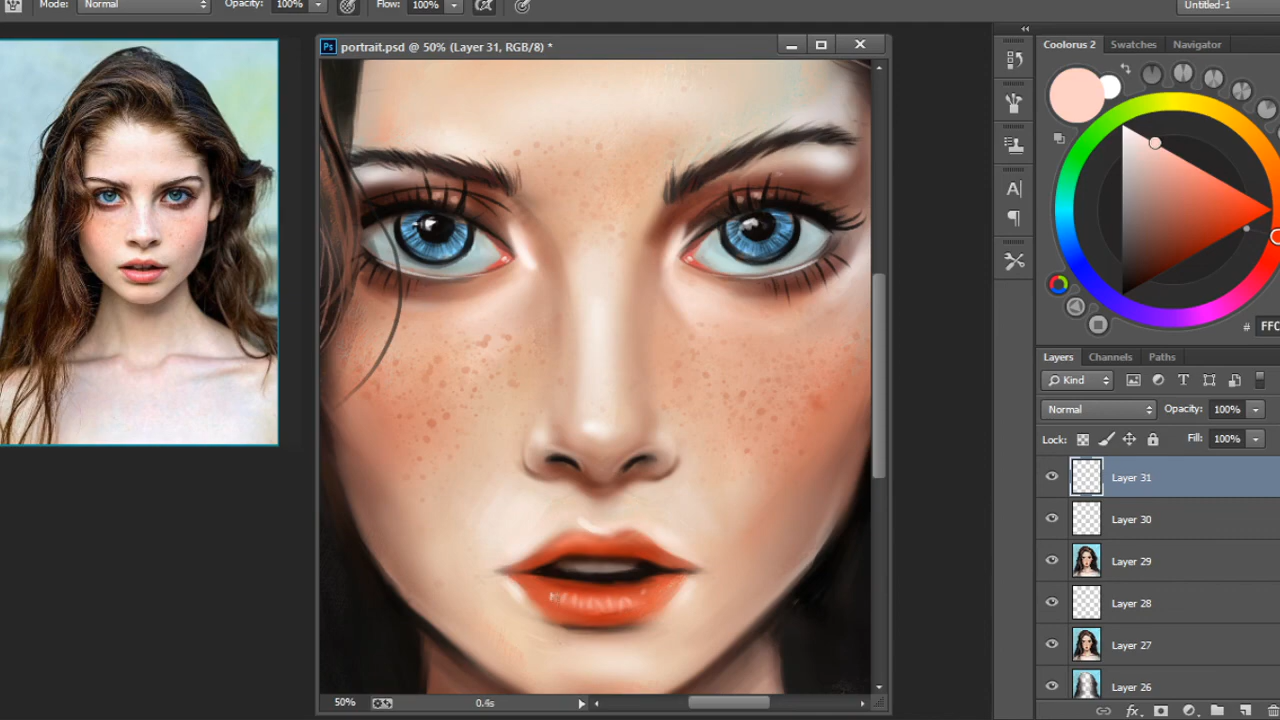 Mode: Normal Opacity: 100% Flow: 100% Untitled-1
Ps portrait.psd @ 50% (Layer 31, RGB/8) *
Coolorus 2 Swatches Navigator
# FFC
Layers Channels Paths
Kind
Normal Opacity: 100%
Lock: Fill: 100%
Layer 31
Layer 30
Layer 29
Layer 28
Layer 27
Layer 26
50% 0.4s
fx